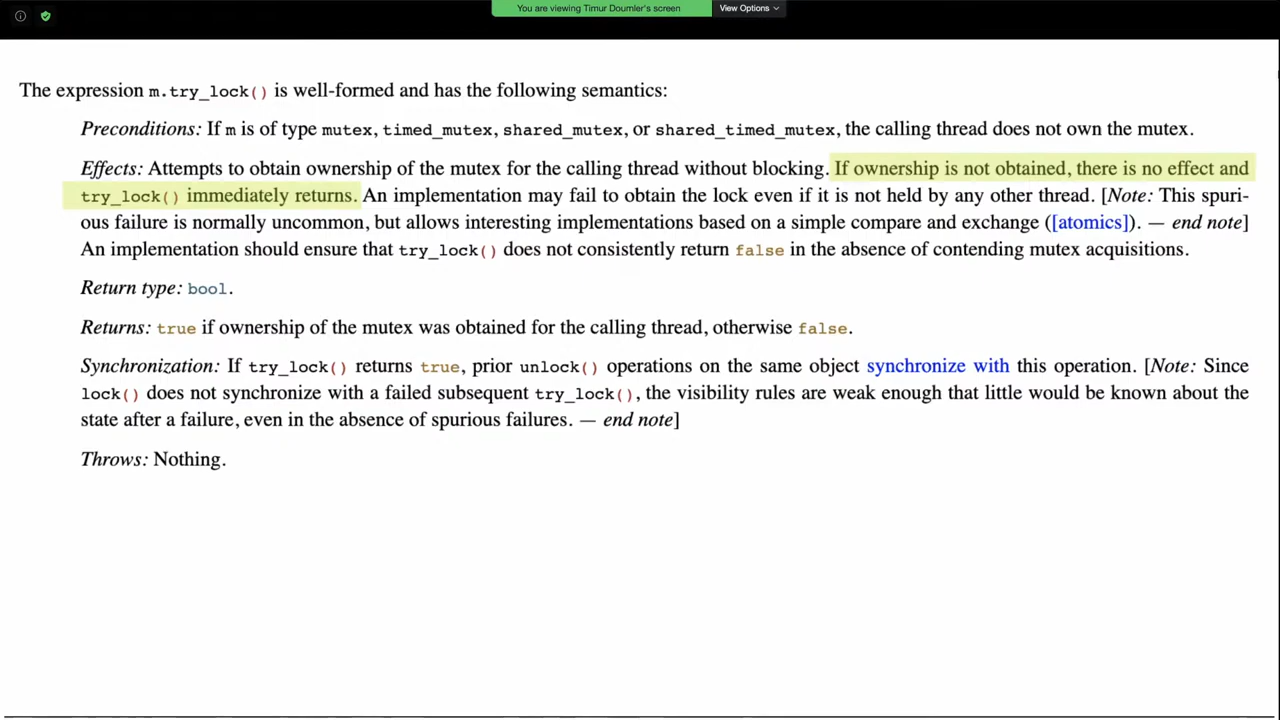 You are viewing Timur Doumler's screen
View Options
The expression m.try_lock() is well-formed and has the following semantics:
Preconditions: If m is of type mutex, timed_mutex, shared_mutex, or shared_timed_mutex, the calling thread does not own the mutex.
Effects: Attempts to obtain ownership of the mutex for the calling thread without blocking. If ownership is not obtained, there is no effect and
try_lock() immediately returns. An implementation may fail to obtain the lock even if it is not held by any other thread. [Note: This spuri-
ous failure is normally uncommon, but allows interesting implementations based on a simple compare and exchange ([atomics]). — end note]
An implementation should ensure that try_lock() does not consistently return false in the absence of contending mutex acquisitions.
Return type: bool.
Returns: true if ownership of the mutex was obtained for the calling thread, otherwise false.
Synchronization: If try_lock() returns true, prior unlock() operations on the same object synchronize with this operation. [Note: Since
lock() does not synchronize with a failed subsequent try_lock(), the visibility rules are weak enough that little would be known about the
state after a failure, even in the absence of spurious failures. — end note]
Throws: Nothing.